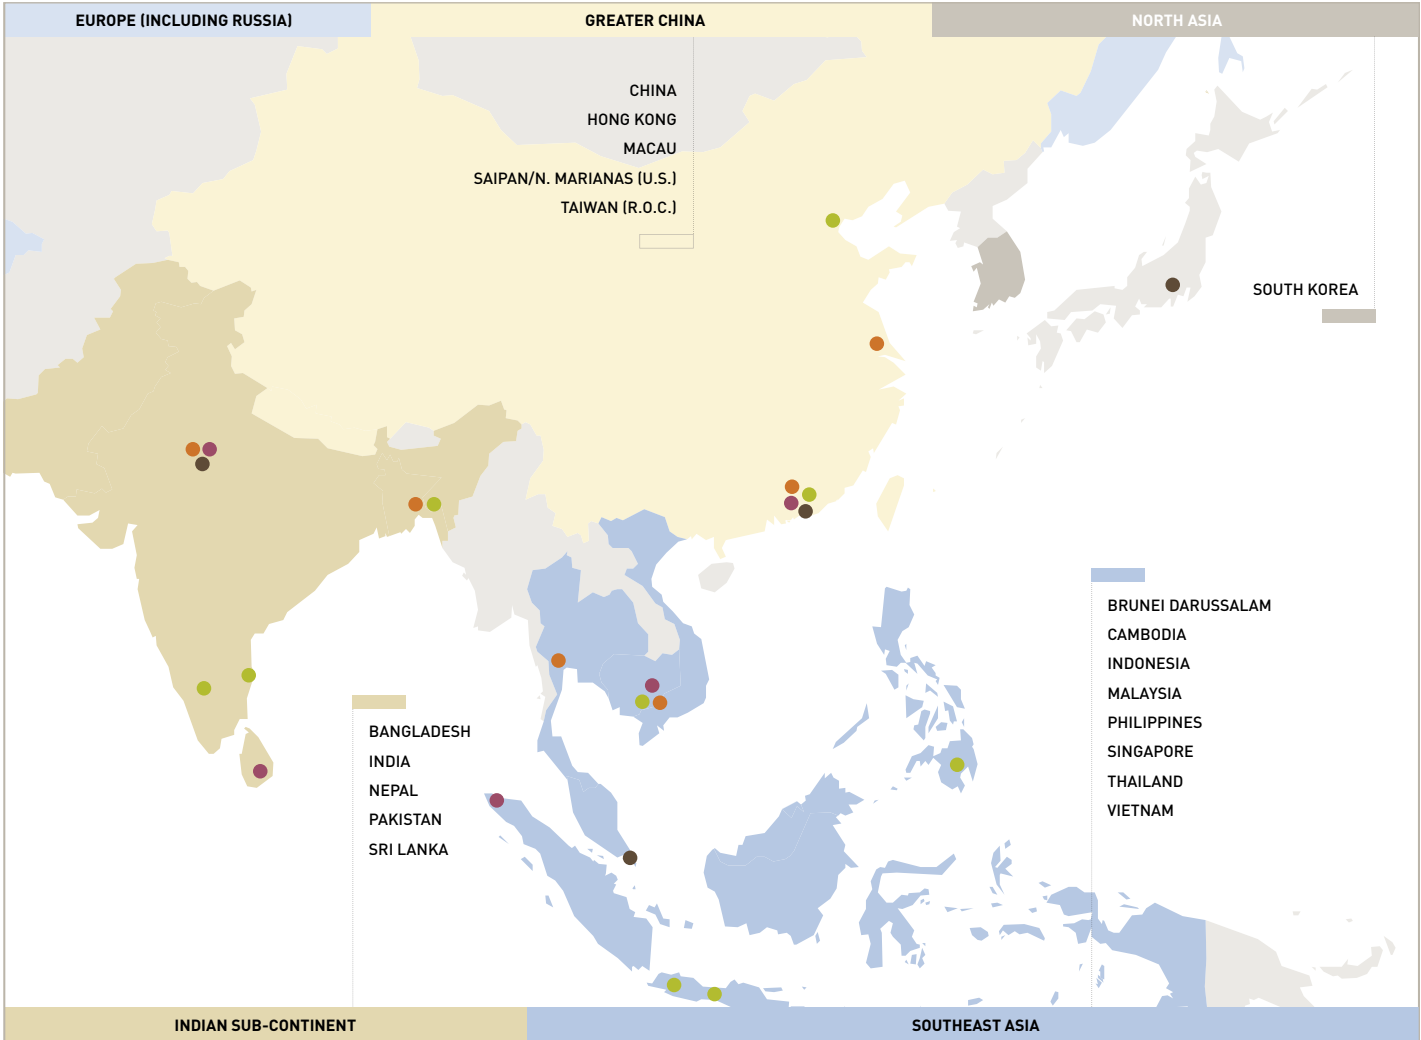 EUROPE (INCLUDING RUSSIA)
GREATER CHINA
NORTH ASIA
CHINA
HONG KONG
MACAU
SAIPAN/N. MARIANAS (U.S.)
TAIWAN (R.O.C.)
SOUTH KOREA
BRUNEI DARUSSALAM
CAMBODIA
INDONESIA
MALAYSIA
PHILIPPINES
SINGAPORE
THAILAND
VIETNAM
BANGLADESH
INDIA
NEPAL
PAKISTAN
SRI LANKA
INDIAN SUB-CONTINENT
SOUTHEAST ASIA